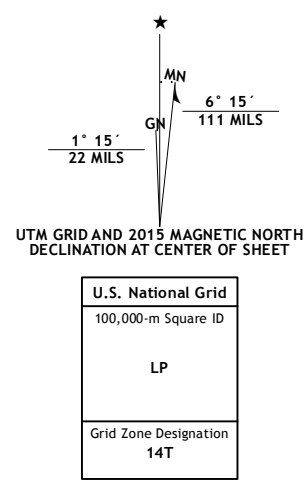 MN
6° 15´
111 MILS
GN
1° 15´
22 MILS
UTM GRID AND 2015 MAGNETIC NORTH
DECLINATION AT CENTER OF SHEET
U.S. National Grid
100,000-m Square ID
LP
Grid Zone Designation
14T